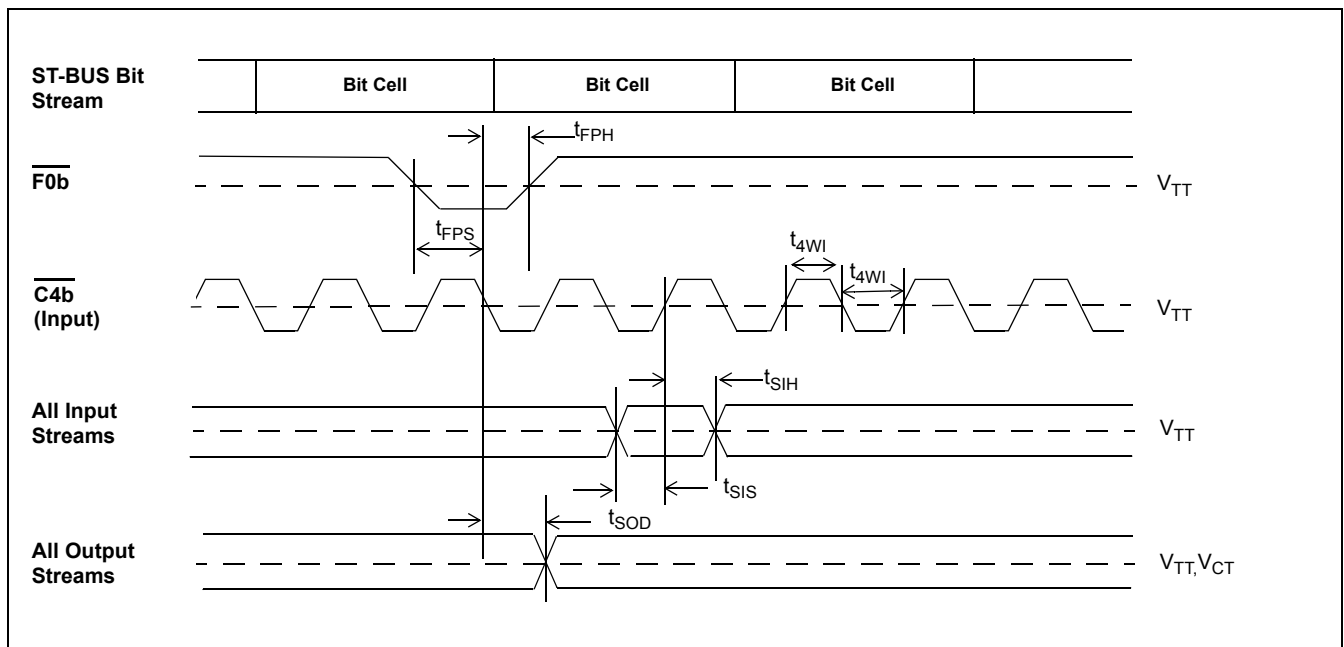 ST-BUS Bit
Stream
Bit Cell
Bit Cell
Bit Cell
tFPH
F0b
VTT
tFPS
t4WI
t4WI
C4b
(Input)
VTT
tSIH
All Input
Streams
VTT
tSIS
tSOD
All Output
Streams
VTT,VCT